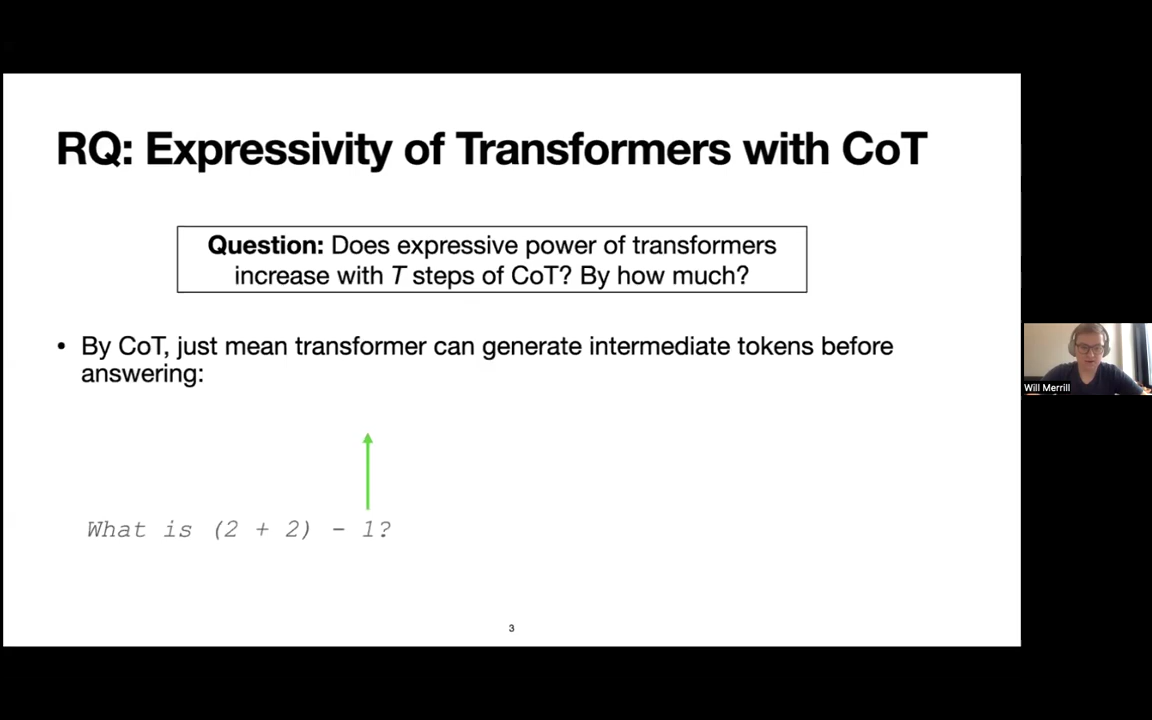 RQ: Expressivity of Transformers with CoT
Question: Does expressive power of transformers
increase with T steps of CoT? By how much?
• By CoT, just mean transformer can generate intermediate tokens before
answering:
Will Merrill
What is (2 + 2) - 1?
3